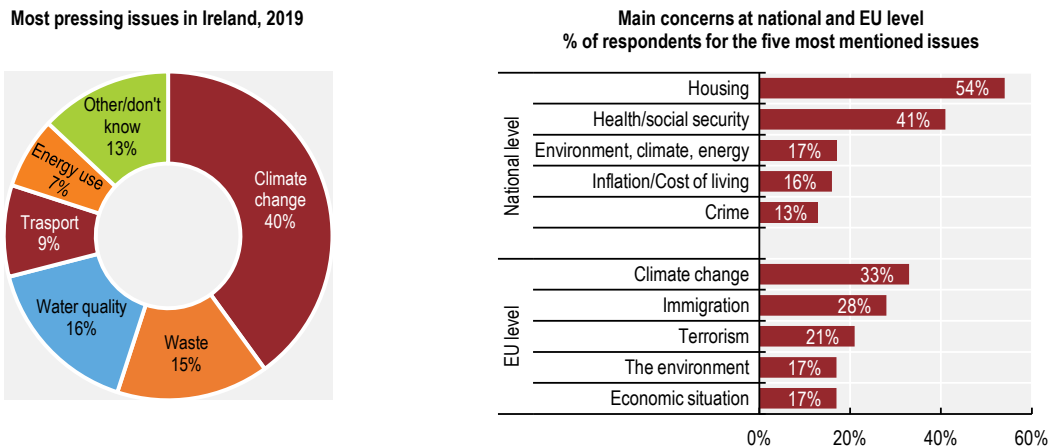 Most pressing issues in Ireland, 2019
Other/don't
know
13%
Energy use
7%
Climate
change
40%
Trasport
9%
Water quality
16%
Waste
15%
Main concerns at national and EU level
% of respondents for the five most mentioned issues
National level
Housing 54%
Health/social security 41%
Environment, climate, energy 17%
Inflation/Cost of living 16%
Crime 13%
EU level
Climate change 33%
Immigration 28%
Terrorism 21%
The environment 17%
Economic situation 17%
0% 20% 40% 60%